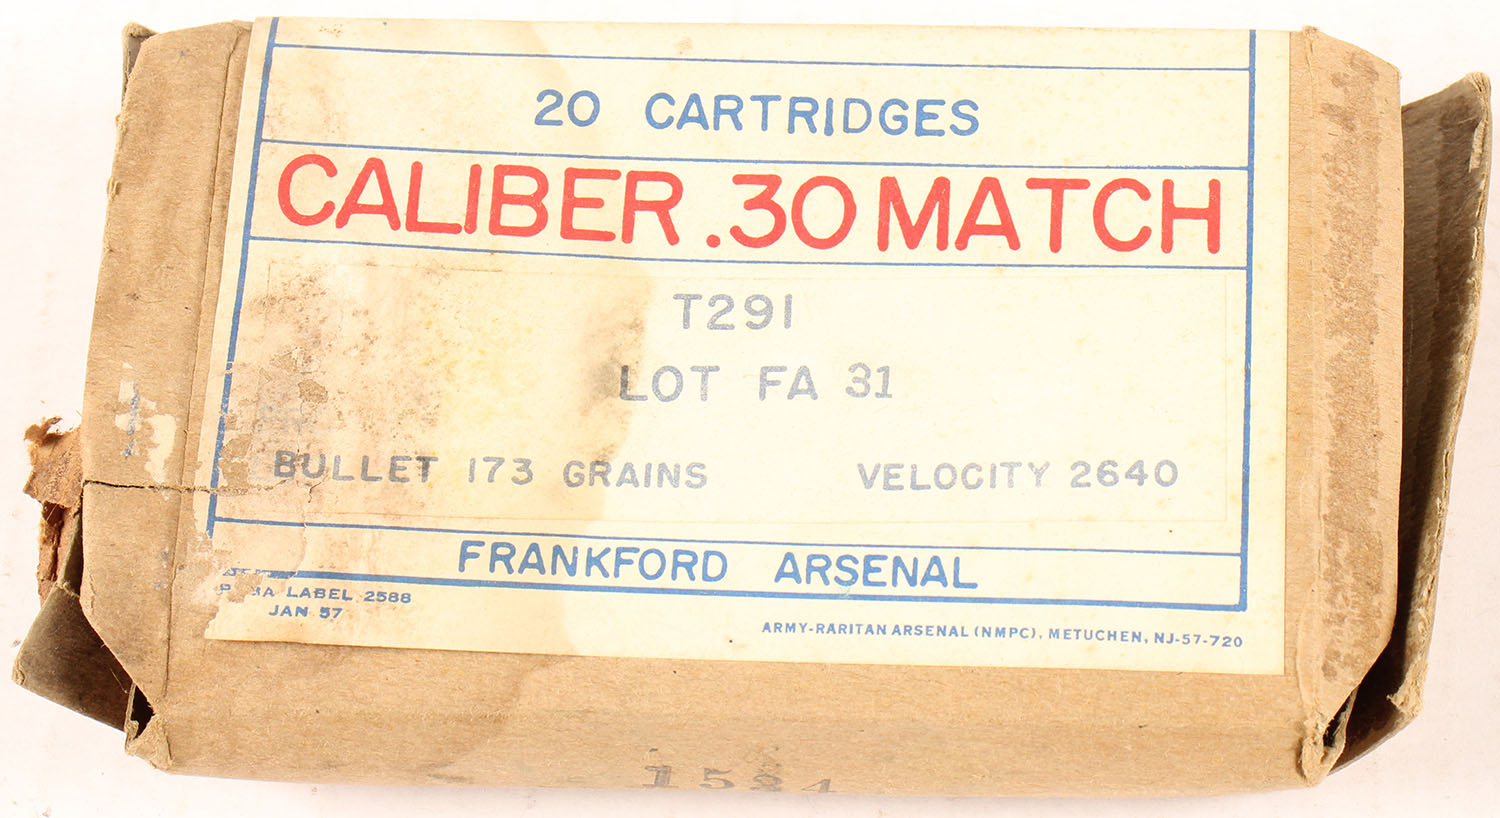 20 CARTRIDGES
CALIBER .30 MATCH
T291
LOT FA 31
BULLET 173 GRAINS VELOCITY 2640
FRANKFORD ARSENAL
LABEL 2588
JAN 57
ARMY-RARITAN ARSENAL (NMPC), METUCHEN, NJ-57-720